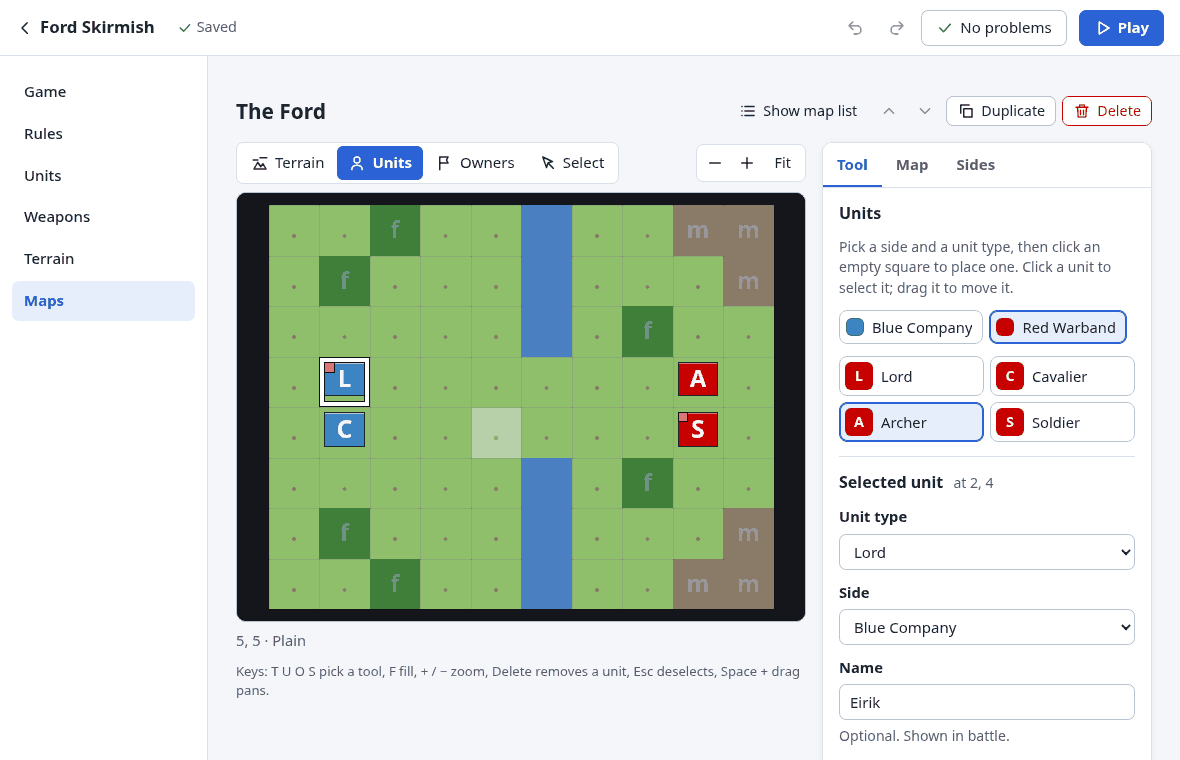 Ford Skirmish
Saved
No problems
Play
Game
Rules
Units
Weapons
Terrain
Maps
The Ford
Show map list
Duplicate
Delete
Terrain
Units
Owners
Select
Fit
f m m
f m
f
L A
C S
f
f m
f m m
5, 5 · Plain
Keys: T U O S pick a tool, F fill, + / − zoom, Delete removes a unit, Esc deselects, Space + drag
pans.
Tool
Map
Sides
Units
Pick a side and a unit type, then click an
empty square to place one. Click a unit to
select it; drag it to move it.
Blue Company
Red Warband
L Lord
C Cavalier
A Archer
S Soldier
Selected unit at 2, 4
Unit type
Lord
Side
Blue Company
Name
Eirik
Optional. Shown in battle.